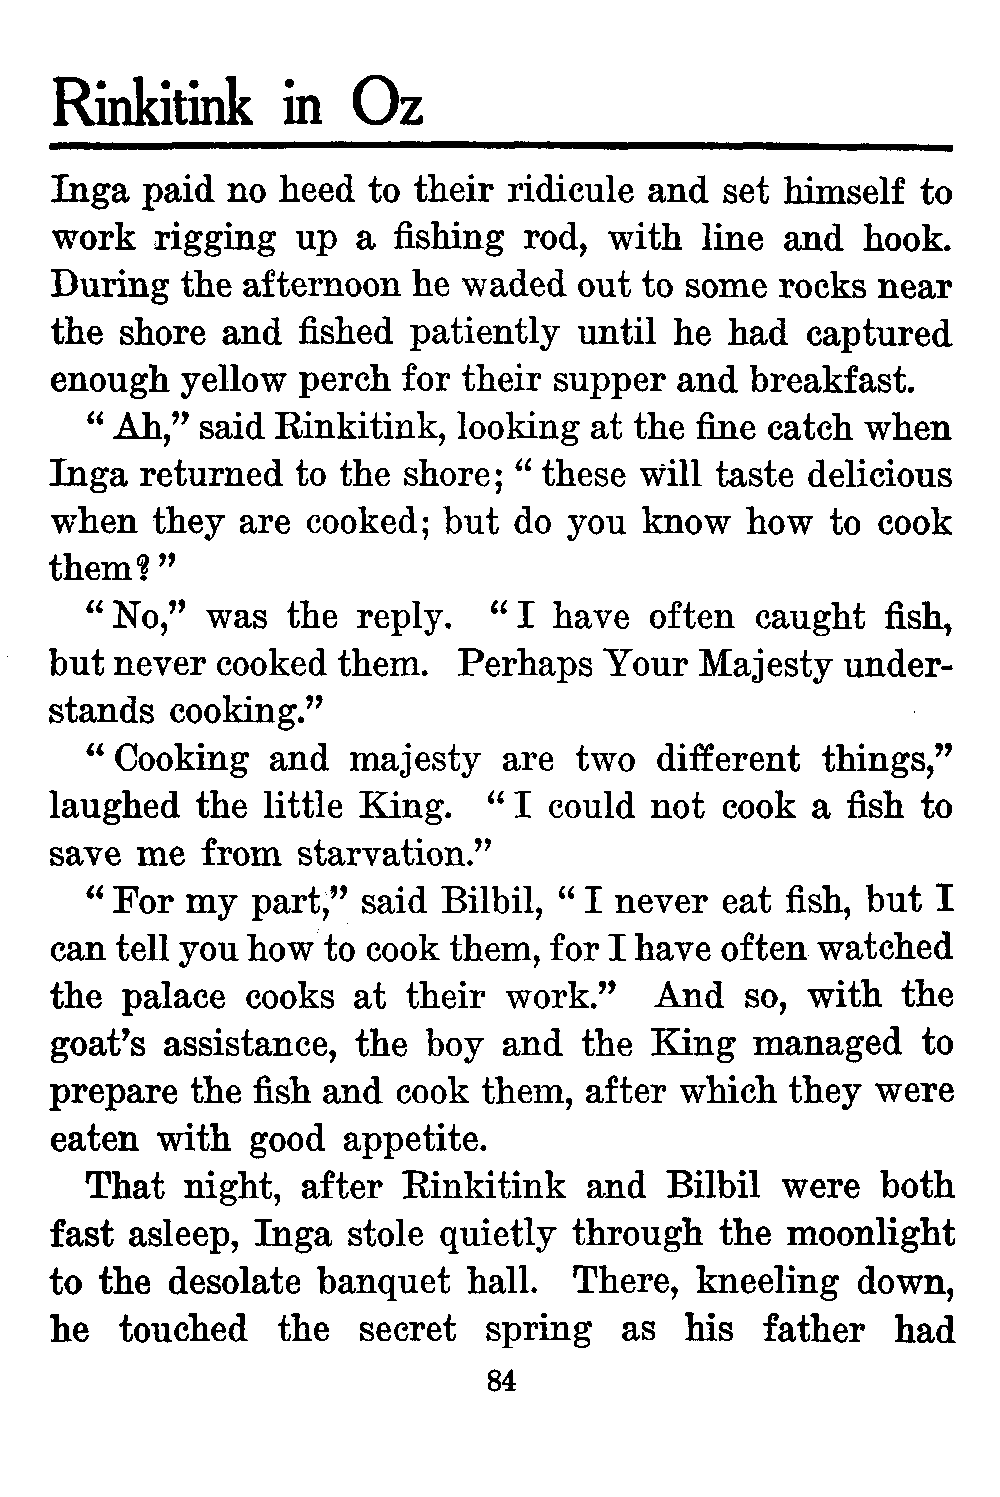 Rinkitink in Oz
Inga paid no heed to their ridicule and set himself to
work rigging up a fishing rod, with line and hook.
During the afternoon he waded out to some rocks near
the shore and fished patiently until he had captured
enough yellow perch for their supper and breakfast.
“ Ah,” said Rinkitink, looking at the fine catch when
Inga returned to the shore; “ these will taste delicious
when they are cooked; but do you know how to cook
them? ”
“ No,” was the reply. “ I have often caught fish,
but never cooked them. Perhaps Your Majesty under-
stands cooking.”
“ Cooking and majesty are two different things,”
laughed the little King. “ I could not cook a fish to
save me from starvation.”
“ For my part,” said Bilbil, “ I never eat fish, but I
can tell you how to cook them, for I have often watched
the palace cooks at their work.” And so, with the
goat’s assistance, the boy and the King managed to
prepare the fish and cook them, after which they were
eaten with good appetite.
That night, after Rinkitink and Bilbil were both
fast asleep, Inga stole quietly through the moonlight
to the desolate banquet hall. There, kneeling down,
he touched the secret spring as his father had
84